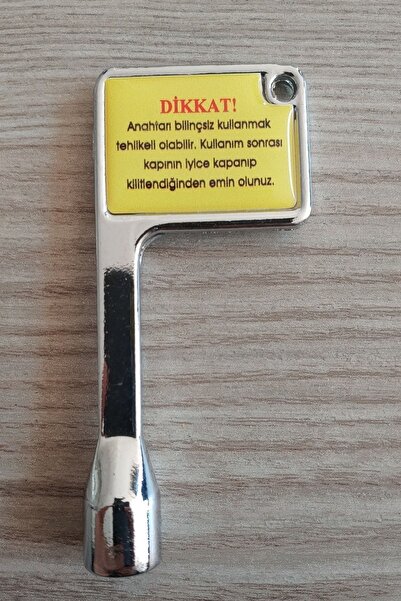 DİKKAT!
Anahtarı bilinçsiz kullanmak
tehlikeli olabilir. Kullanım sonrası
kapının iyice kapanıp
kilitlendiğinden emin olunuz.